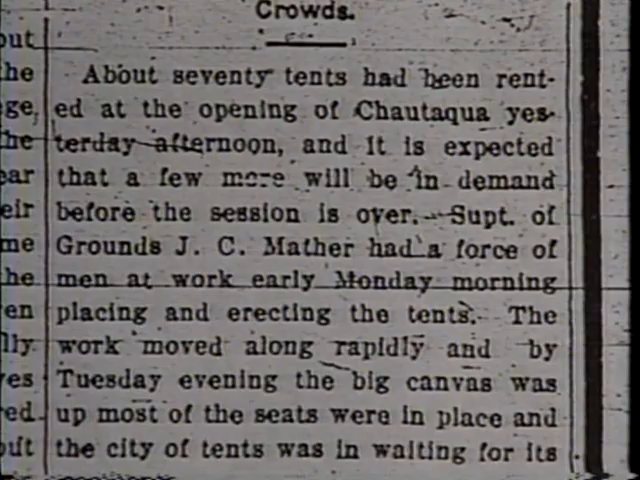 Crowds.
About seventy tents had been rent-
ed at the opening of Chautaqua yes-
terday afternoon, and it is expected
that a few more will be in demand
before the session is over. Supt. of
Grounds J. C. Mather had a force of
men at work early Monday morning
placing and erecting the tents. The
work moved along rapidly and by
Tuesday evening the big canvas was
up most of the seats were in place and
the city of tents was in waiting for its